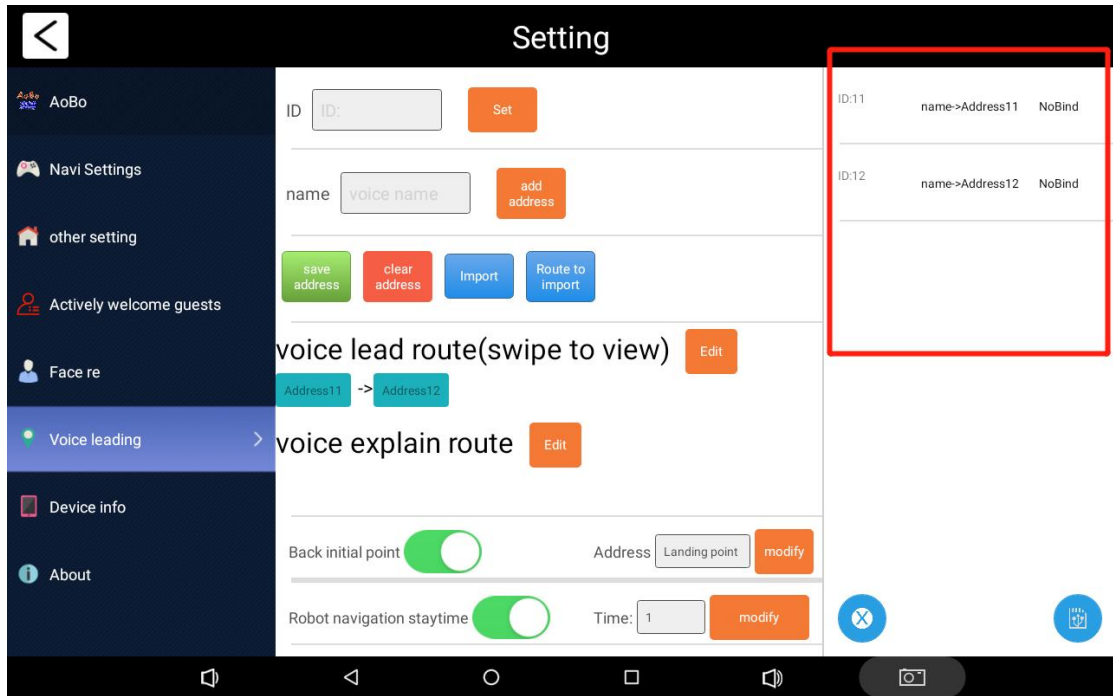 Setting
AoBo
Navi Settings
other setting
Actively welcome guests
Face re
Voice leading
Device info
About
ID
ID:
Set
name
voice name
add
address
save
address
clear
address
Import
Route to
import
voice lead route(swipe to view)
Edit
Address11 -> Address12
voice explain route
Edit
Back initial point
Address
Landing point
modify
Robot navigation staytime
Time:
1
modify
ID:11
name->Address11
NoBind
ID:12
name->Address12
NoBind